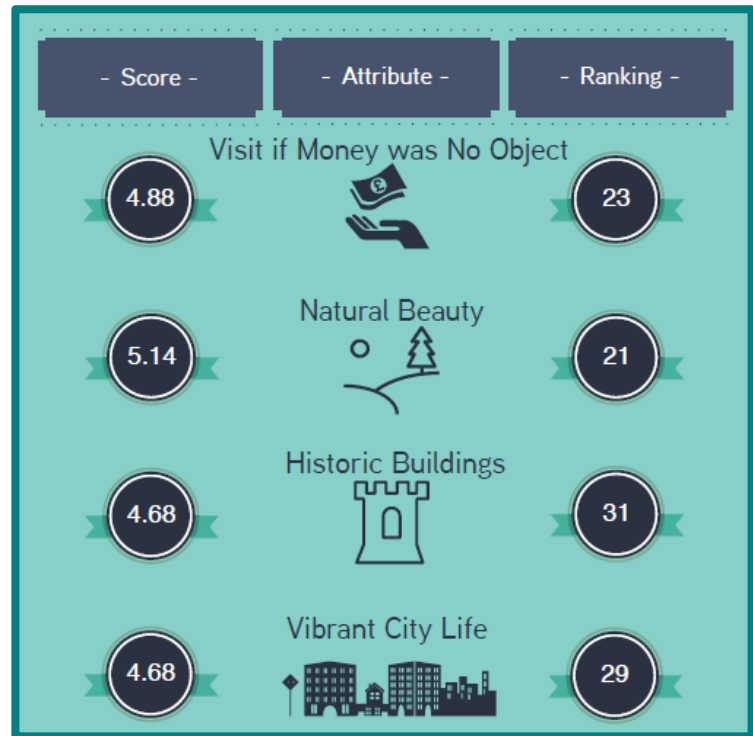 - Score -
- Attribute -
- Ranking -
Visit if Money was No Object
4.88
£
23
Natural Beauty
5.14
21
Historic Buildings
4.68
31
Vibrant City Life
4.68
29